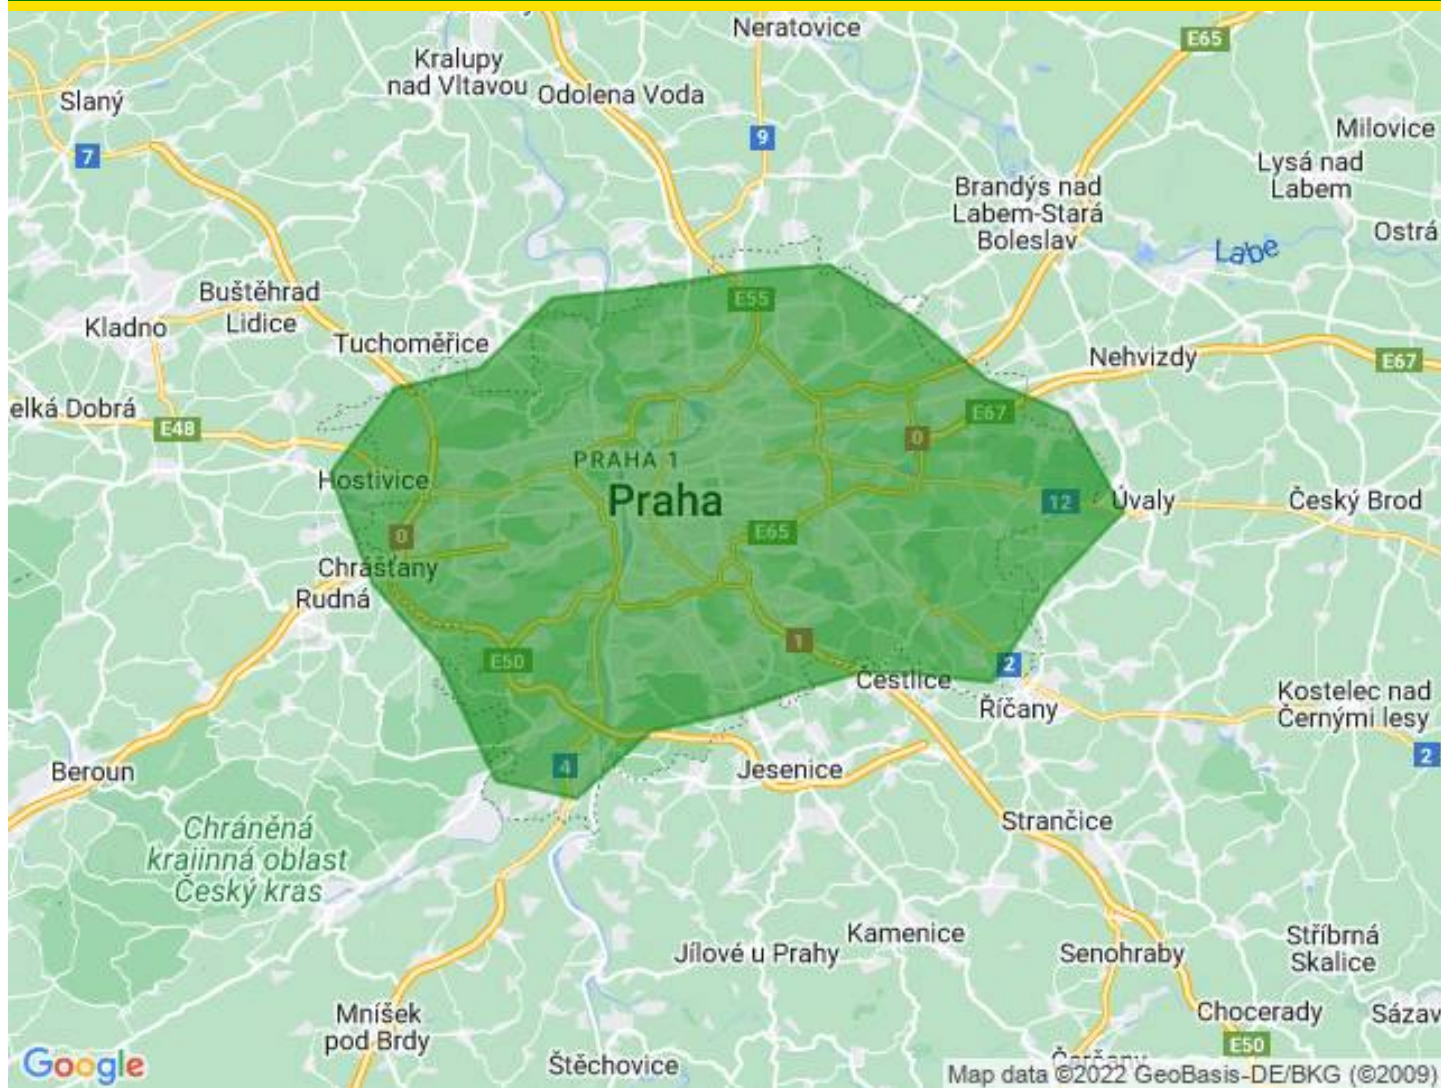 Neratovice
E65
Kralupy
nad Vltavou
Odolena Voda
Slaný
9
Milovice
7
Lysá nad
Labem
Brandýs nad
Labem-Stará
Boleslav
Ostrá
Labe
Buštěhrad
E55
Lidice
Kladno
Tuchoměřice
Nehvizdy
E67
elká Dobrá
E48
E67
0
PRAHA 1
Hostivice
Praha
12
Úvaly
Český Brod
0
E65
Chrášťany
Rudná
1
E50
2
Čestlice
Říčany
Kostelec nad
Černými lesy
2
4
Jesenice
Beroun
Strančice
Chráněná
krajinná oblast
Český kras
Kamenice
Jílové u Prahy
Senohraby
Stříbrná
Skalice
Mníšek
pod Brdy
Chocerady
Sázav
E50
Štěchovice
Čerčany
Google
Map data ©2022 GeoBasis-DE/BKG (©2009)